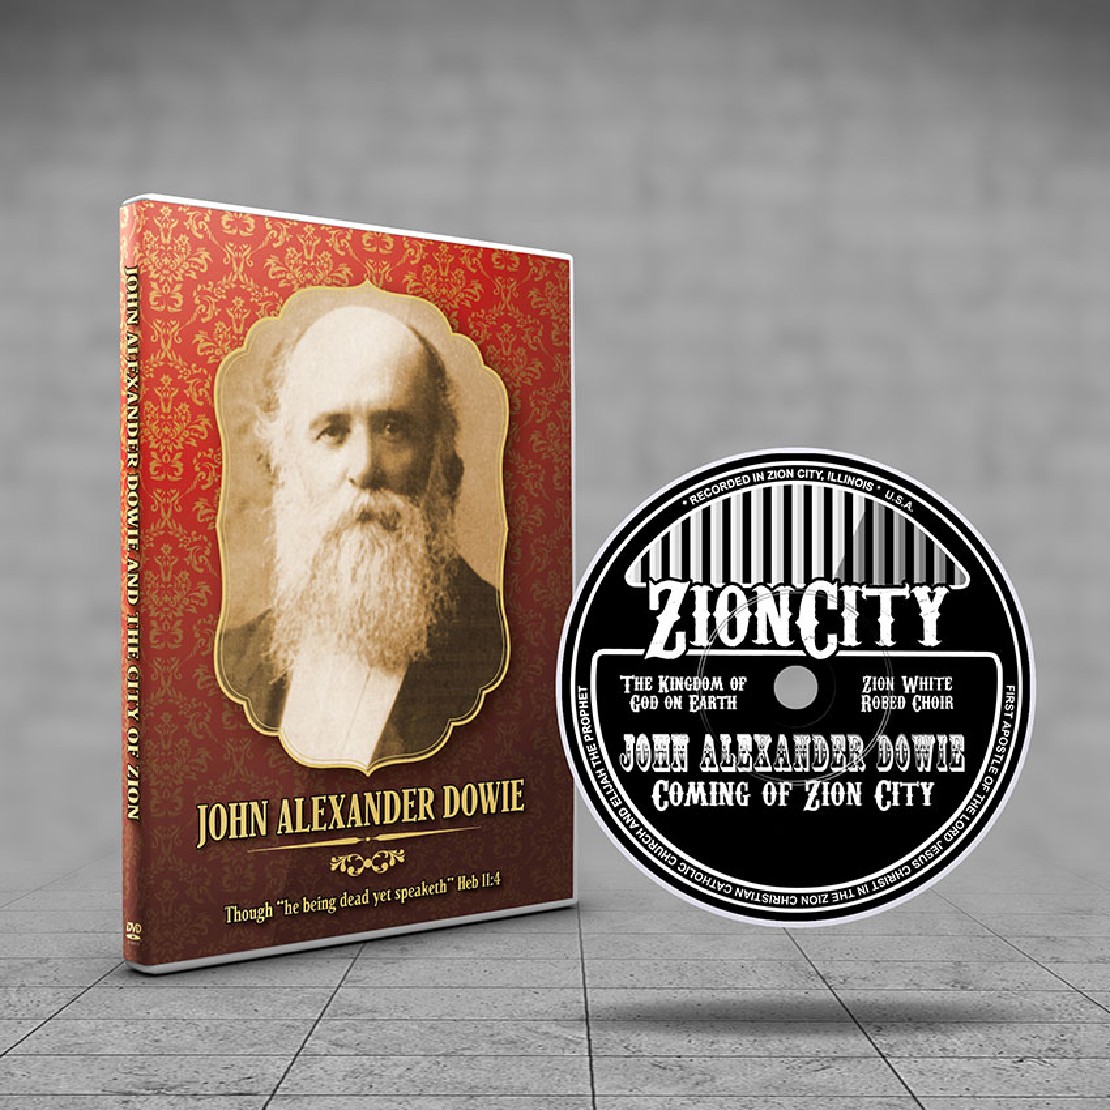 JOHN ALEXANDER DOWIE AND THE CITY OF ZION
DVD
JOHN ALEXANDER DOWIE
Though "he being dead yet speaketh" Heb 11:4
• RECORDED IN ZION CITY, ILLINOIS • U.S.A.
ZIONCITY
THE KINGDOM OF
GOD ON EARTH
ZION WHITE
ROBED CHOIR
JOHN ALEXANDER DOWIE
COMING OF ZION CITY
FIRST APOSTLE OF THE LORD JESUS CHRIST IN THE ZION CHRISTIAN CATHOLIC CHURCH AND ELIJAH THE PROPHET